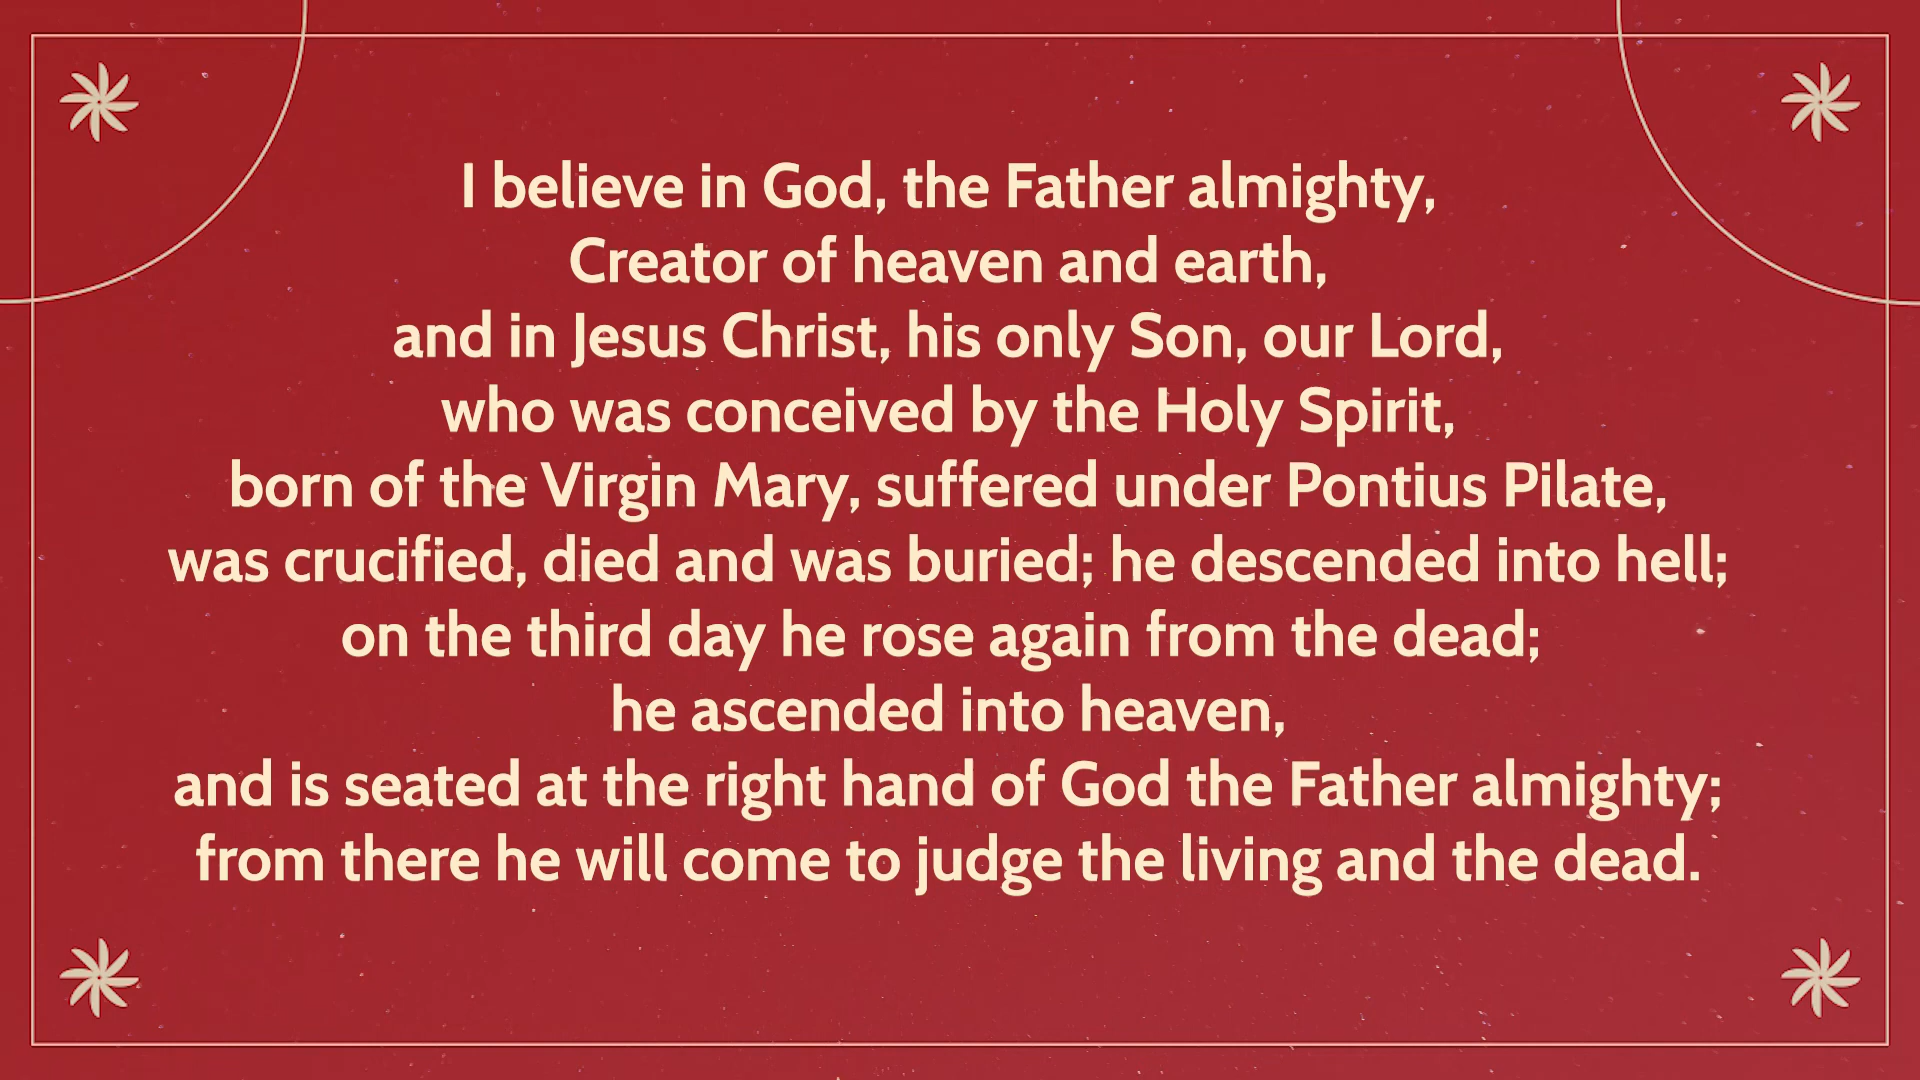 I believe in God, the Father almighty,
Creator of heaven and earth,
and in Jesus Christ, his only Son, our Lord,
who was conceived by the Holy Spirit,
born of the Virgin Mary, suffered under Pontius Pilate,
was crucified, died and was buried; he descended into hell;
on the third day he rose again from the dead;
he ascended into heaven,
and is seated at the right hand of God the Father almighty;
from there he will come to judge the living and the dead.